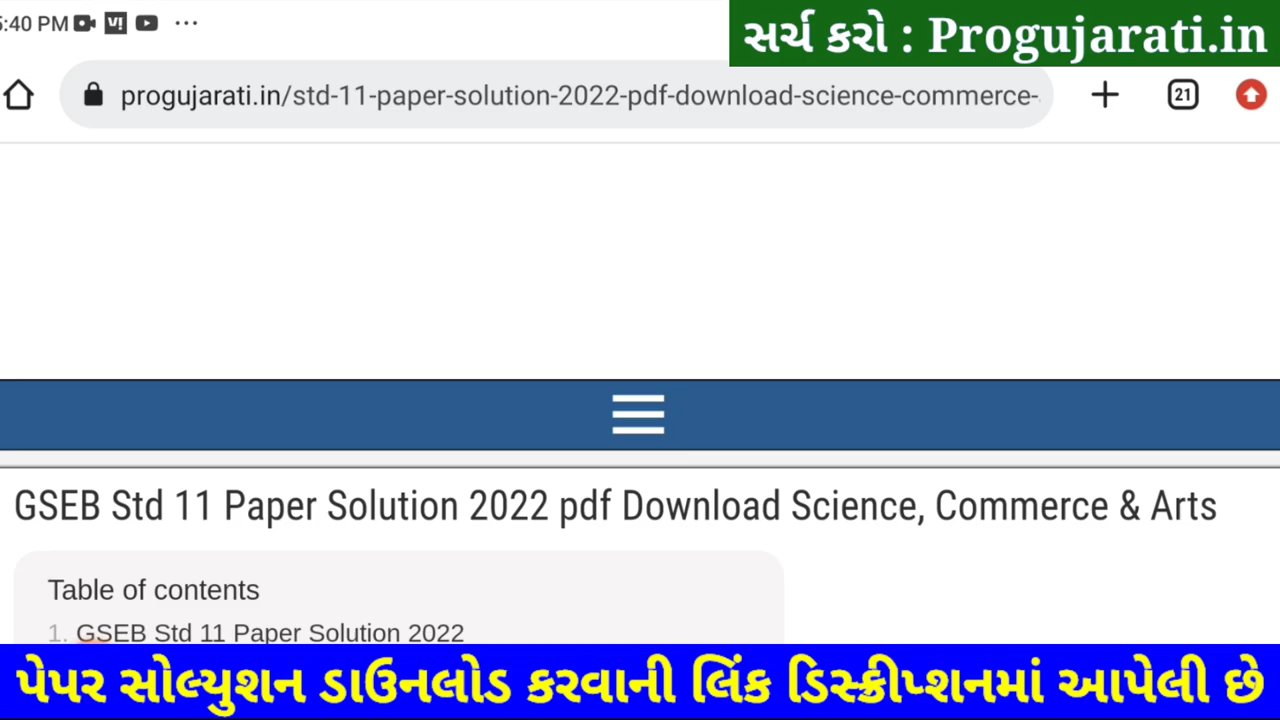 5:40 PM
સર્ચ કરો : Progujarati.in
progujarati.in/std-11-paper-solution-2022-pdf-download-science-commerce-
21
GSEB Std 11 Paper Solution 2022 pdf Download Science, Commerce & Arts
Table of contents
1. GSEB Std 11 Paper Solution 2022
પેપર સોલ્યુશન ડાઉનલોડ કરવાની લિંક ડિસ્ક્રીપ્શનમાં આપેલી છે